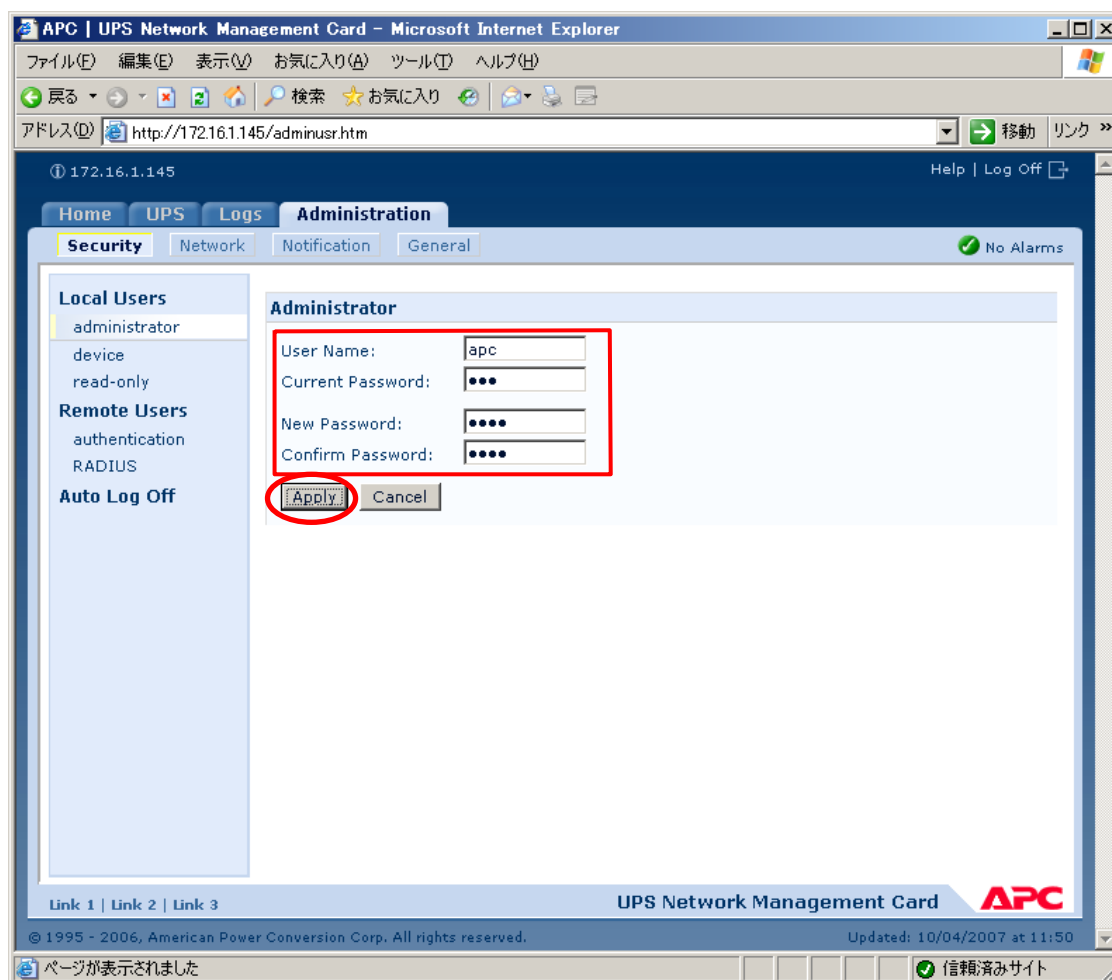 APC | UPS Network Management Card - Microsoft Internet Explorer
ファイル(F) 編集(E) 表示(V) お気に入り(A) ツール(T) ヘルプ(H)
戻る 検索 お気に入り
アドレス(D) http://172.16.1.145/adminusr.htm 移動 リンク »
172.16.1.145 Help | Log Off
Home UPS Logs Administration
Security Network Notification General No Alarms
Local Users
administrator
device
read-only
Remote Users
authentication
RADIUS
Auto Log Off
Administrator
User Name: apc
Current Password: •••
New Password: ••••
Confirm Password: ••••
Apply Cancel
Link 1 | Link 2 | Link 3 UPS Network Management Card APC
© 1995 - 2006, American Power Conversion Corp. All rights reserved. Updated: 10/04/2007 at 11:50
ページが表示されました 信頼済みサイト